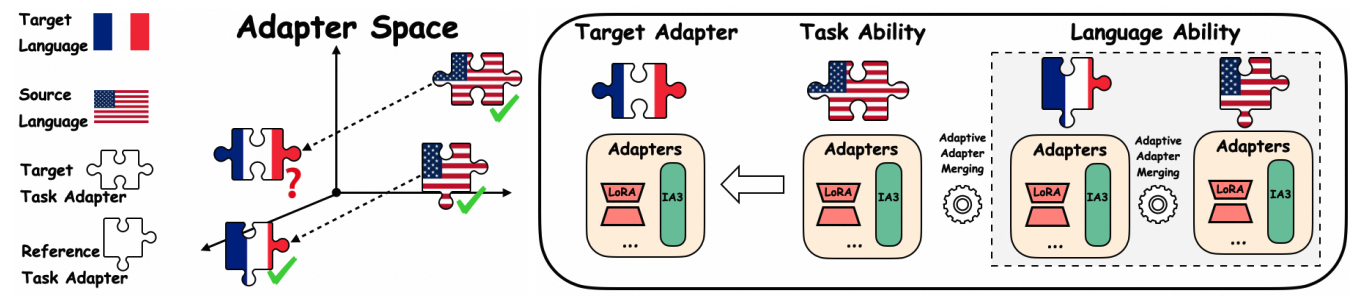 Target
Language
Source
Language
Target
Task Adapter
Reference
Task Adapter
Adapter Space
?
Target Adapter
Task Ability
Language Ability
Adapters
LoRA
IA3
...
Adapters
LoRA
IA3
...
Adaptive
Adapter
Merging
Adapters
LoRA
IA3
...
Adaptive
Adapter
Merging
Adapters
LoRA
IA3
...